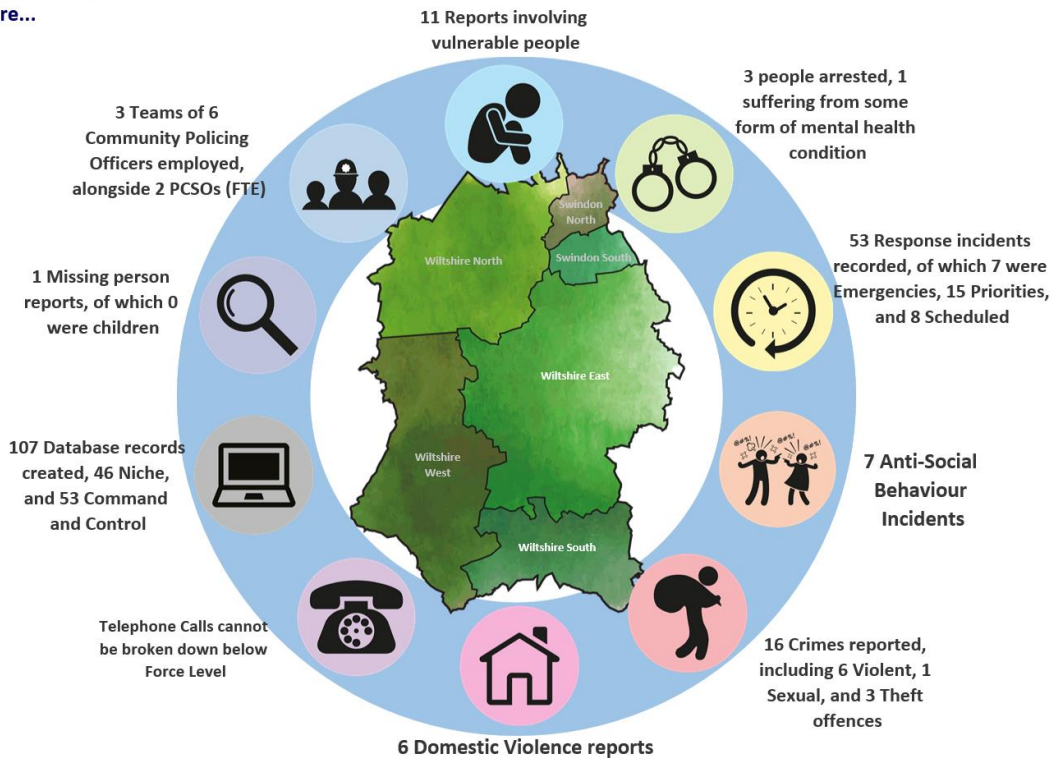 re...
11 Reports involving
vulnerable people
3 people arrested, 1
suffering from some
form of mental health
condition
3 Teams of 6
Community Policing
Officers employed,
alongside 2 PCSOs (FTE)
53 Response incidents
recorded, of which 7 were
Emergencies, 15 Priorities,
and 8 Scheduled
1 Missing person
reports, of which 0
were children
7 Anti-Social
Behaviour
Incidents
107 Database records
created, 46 Niche,
and 53 Command
and Control
16 Crimes reported,
including 6 Violent, 1
Sexual, and 3 Theft
offences
Telephone Calls cannot
be broken down below
Force Level
6 Domestic Violence reports
Swindon
North
Swindon South
Wiltshire North
Wiltshire East
Wiltshire
West
Wiltshire South
@#%!
@#%!
@#%!